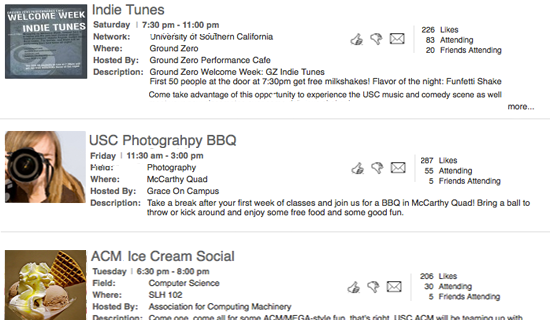 WELCOME WEEK
INDIE TUNES
Indie Tunes
Saturday | 7:30 pm - 11:00 pm
Network: University of Southern California
Where: Ground Zero
Hosted By: Ground Zero Performance Cafe
Description: Ground Zero Welcome Week: GZ Indie Tunes
First 50 people at the door at 7:30pm get free milkshakes! Flavor of the night: Funfetti Shake
Come take advantage of this opportunity to experience the USC music and comedy scene as well
more...
226 Likes
83 Attending
20 Friends Attending
USC Photograhpy BBQ
Friday | 11:30 am - 3:00 pm
Field: Photography
Where: McCarthy Quad
Hosted By: Grace On Campus
Description: Take a break after your first week of classes and join us for a BBQ in McCarthy Quad! Bring a ball to
throw or kick around and enjoy some free food and some good fun.
287 Likes
55 Attending
5 Friends Attending
ACM Ice Cream Social
Tuesday | 6:30 pm - 8:00 pm
Field: Computer Science
Where: SLH 102
Hosted By: Association for Computing Machinery
Description: Come one, come all for some ACM/MEGA-style fun, that's right, USC ACM will be teaming up with
206 Likes
30 Attending
5 Friends Attending